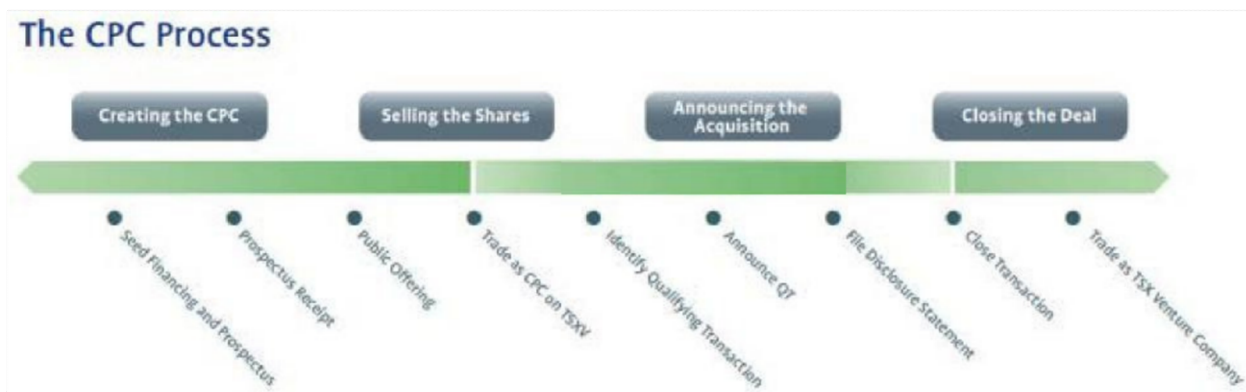 The CPC Process
Creating the CPC
Selling the Shares
Announcing the
Acquisition
Closing the Deal
Seed Financing and Prospectus
Prospectus Receipt
Public Offering
Trade as CPC on TSXV
Identify Qualifying Transaction
Announce QT
File Disclosure Statement
Close Transaction
Trade as TSX Venture Company